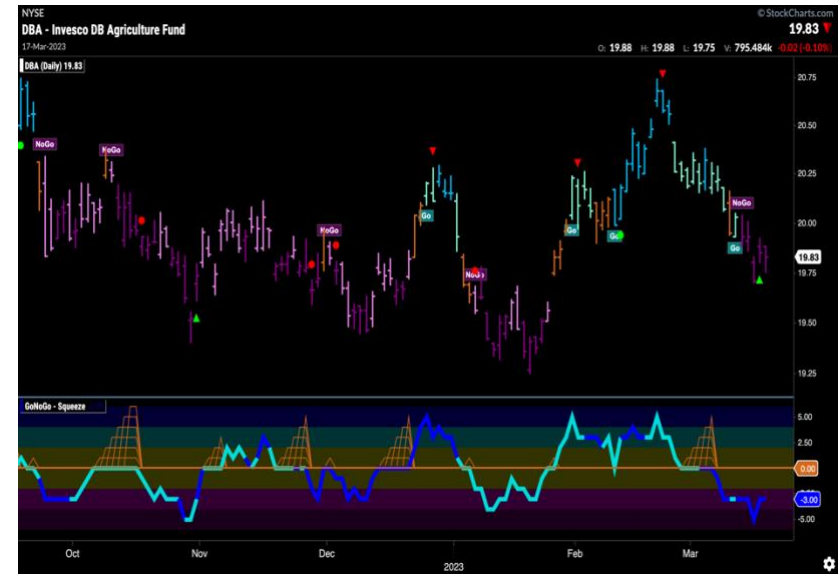 NYSE © StockCharts.com
DBA - Invesco DB Agriculture Fund 19.83
17-Mar-2023 O: 19.88 H: 19.88 L: 19.75 V: 795.484k -0.02 (-0.10%)
DBA (Daily) 19.83
20.75
20.50
NoGo NoGo
20.25
Go
NoGo
20.00
NoGo Go Go Go
19.83
19.75
NoGo
19.50
19.25
GoNoGo - Squeeze
5.00
2.50
0.00
-3.00
-5.00
Oct Nov Dec Feb Mar
2023